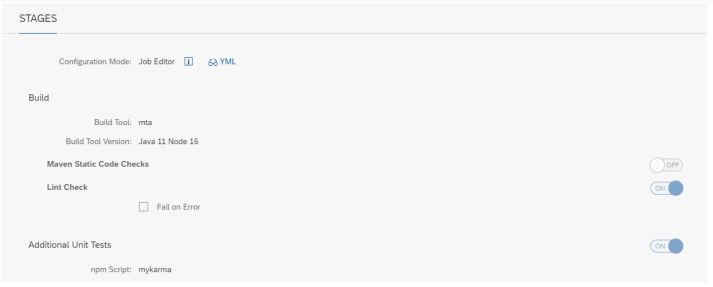 STAGES
Configuration Mode: Job Editor i YML
Build
Build Tool: mta
Build Tool Version: Java 11 Node 16
Maven Static Code Checks OFF
Lint Check ON
Fail on Error
Additional Unit Tests ON
npm Script: mykarma